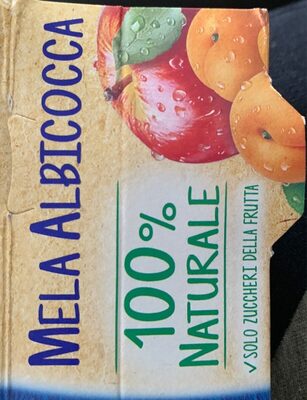 MELA ALBICOCCA
100%
NATURALE
✓SOLO ZUCCHERI DELLA FRUTTA